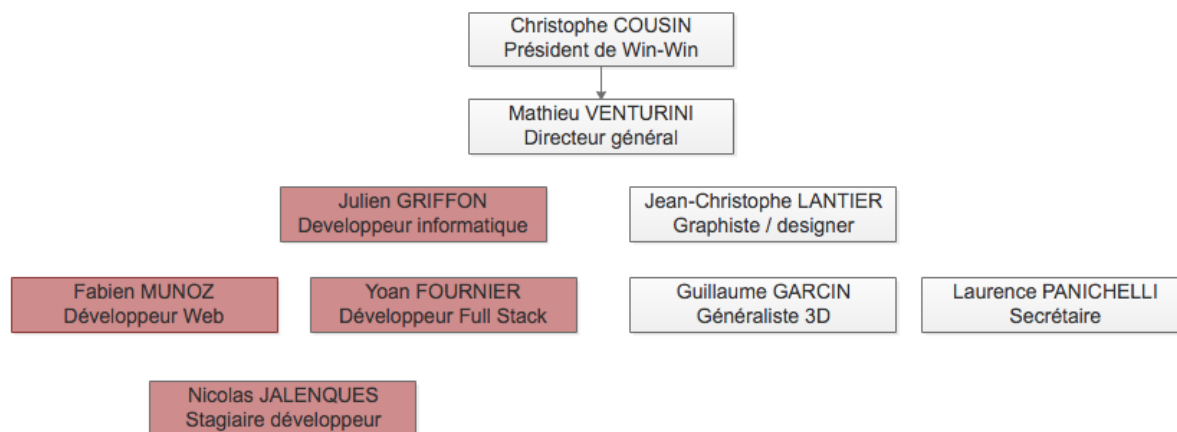 Christophe COUSIN
Président de Win-Win
Mathieu VENTURINI
Directeur général
Julien GRIFFON
Developpeur informatique
Jean-Christophe LANTIER
Graphiste / designer
Fabien MUNOZ
Développeur Web
Yoan FOURNIER
Développeur Full Stack
Guillaume GARCIN
Généraliste 3D
Laurence PANICHELLI
Secrétaire
Nicolas JALENQUES
Stagiaire développeur